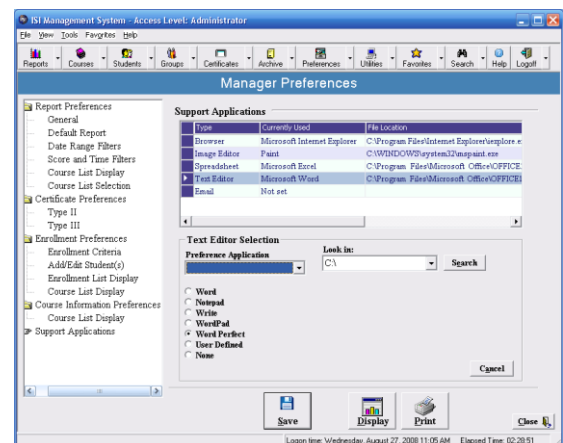 ISI Management System - Access Level: Administrator
File View Tools Favorites Help
Reports Courses Students Groups Certificates Archive Preferences Utilities Favorites Search Help Logoff
Manager Preferences
Report Preferences
General
Default Report
Date Range Filters
Score and Time Filters
Course List Display
Course List Selection
Certificate Preferences
Type II
Type III
Enrollment Preferences
Enrollment Criteria
Add/Edit Student(s)
Enrollment List Display
Course List Display
Course Information Preferences
Course List Display
Support Applications
Support Applications
Type Currently Used File Location
Browser Microsoft Internet Explorer C:\Program Files\Internet Explorer\iexplore.e
Image Editor Paint C:\WINDOWS\system32\mspaint.exe
Spreadsheet Microsoft Excel C:\Program Files\Microsoft Office\OFFICE
Text Editor Microsoft Word C:\Program Files\Microsoft Office\OFFICE1
Email Not set
Text Editor Selection
Preference Application
Look in:
C:\
Search
Word
Notepad
Write
WordPad
Word Perfect
User Defined
None
Cancel
Save Display Print Close
Logon time: Wednesday, August 27, 2008 11:05 AM Elapsed Time: 02:28:51